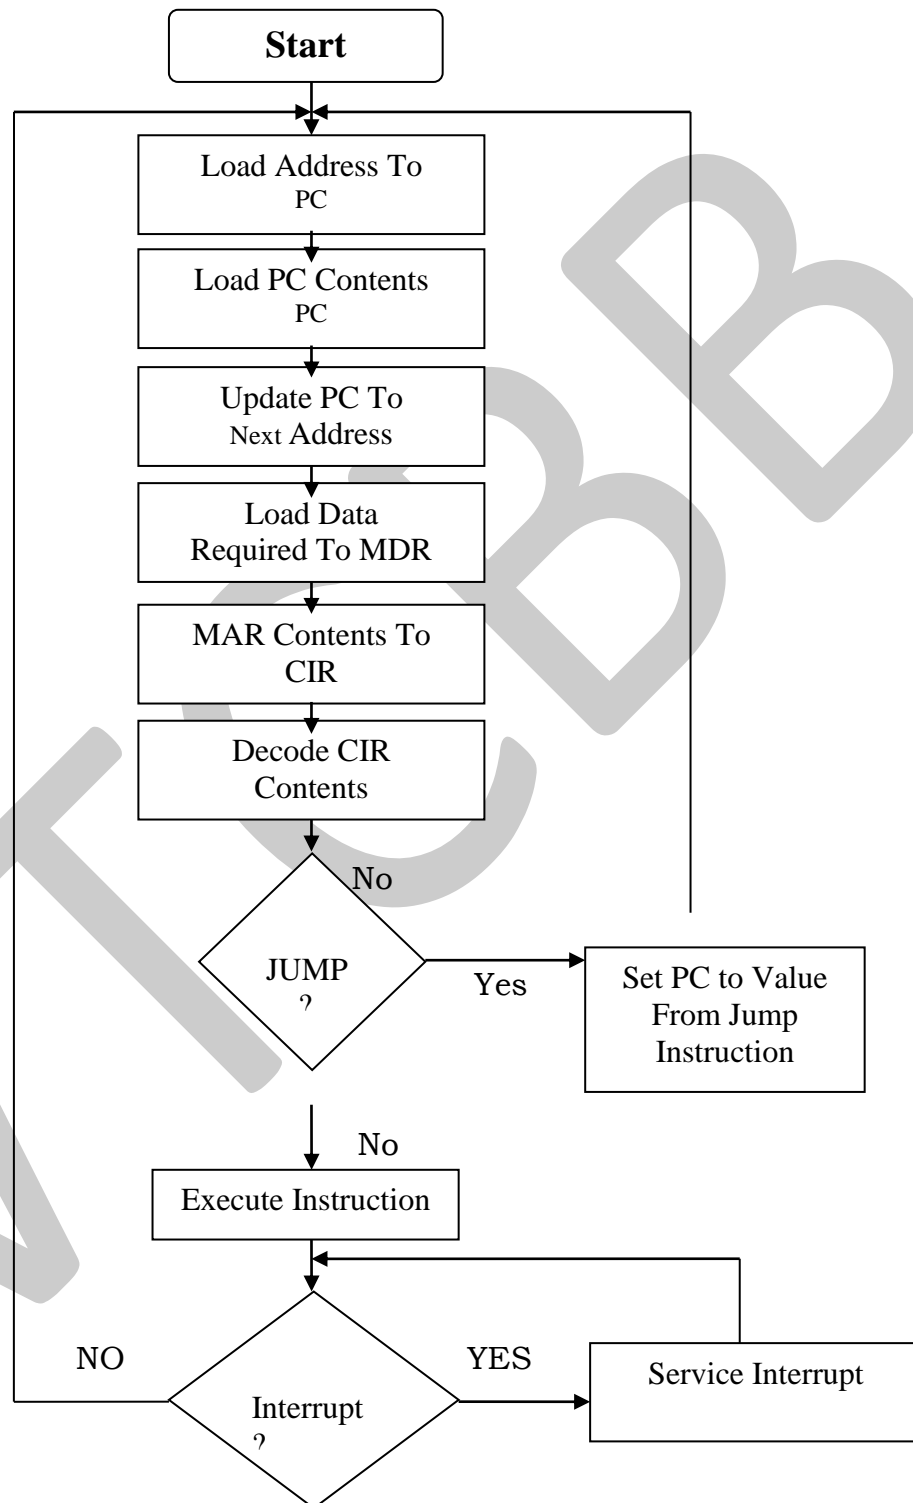 Start
Load Address To
PC
Load PC Contents
PC
Update PC To
Next Address
Load Data
Required To MDR
MAR Contents To
CIR
Decode CIR
Contents
No
JUMP
?
Yes
Set PC to Value
From Jump
Instruction
No
Execute Instruction
NO
YES
Interrupt
?
Service Interrupt
VTCBB